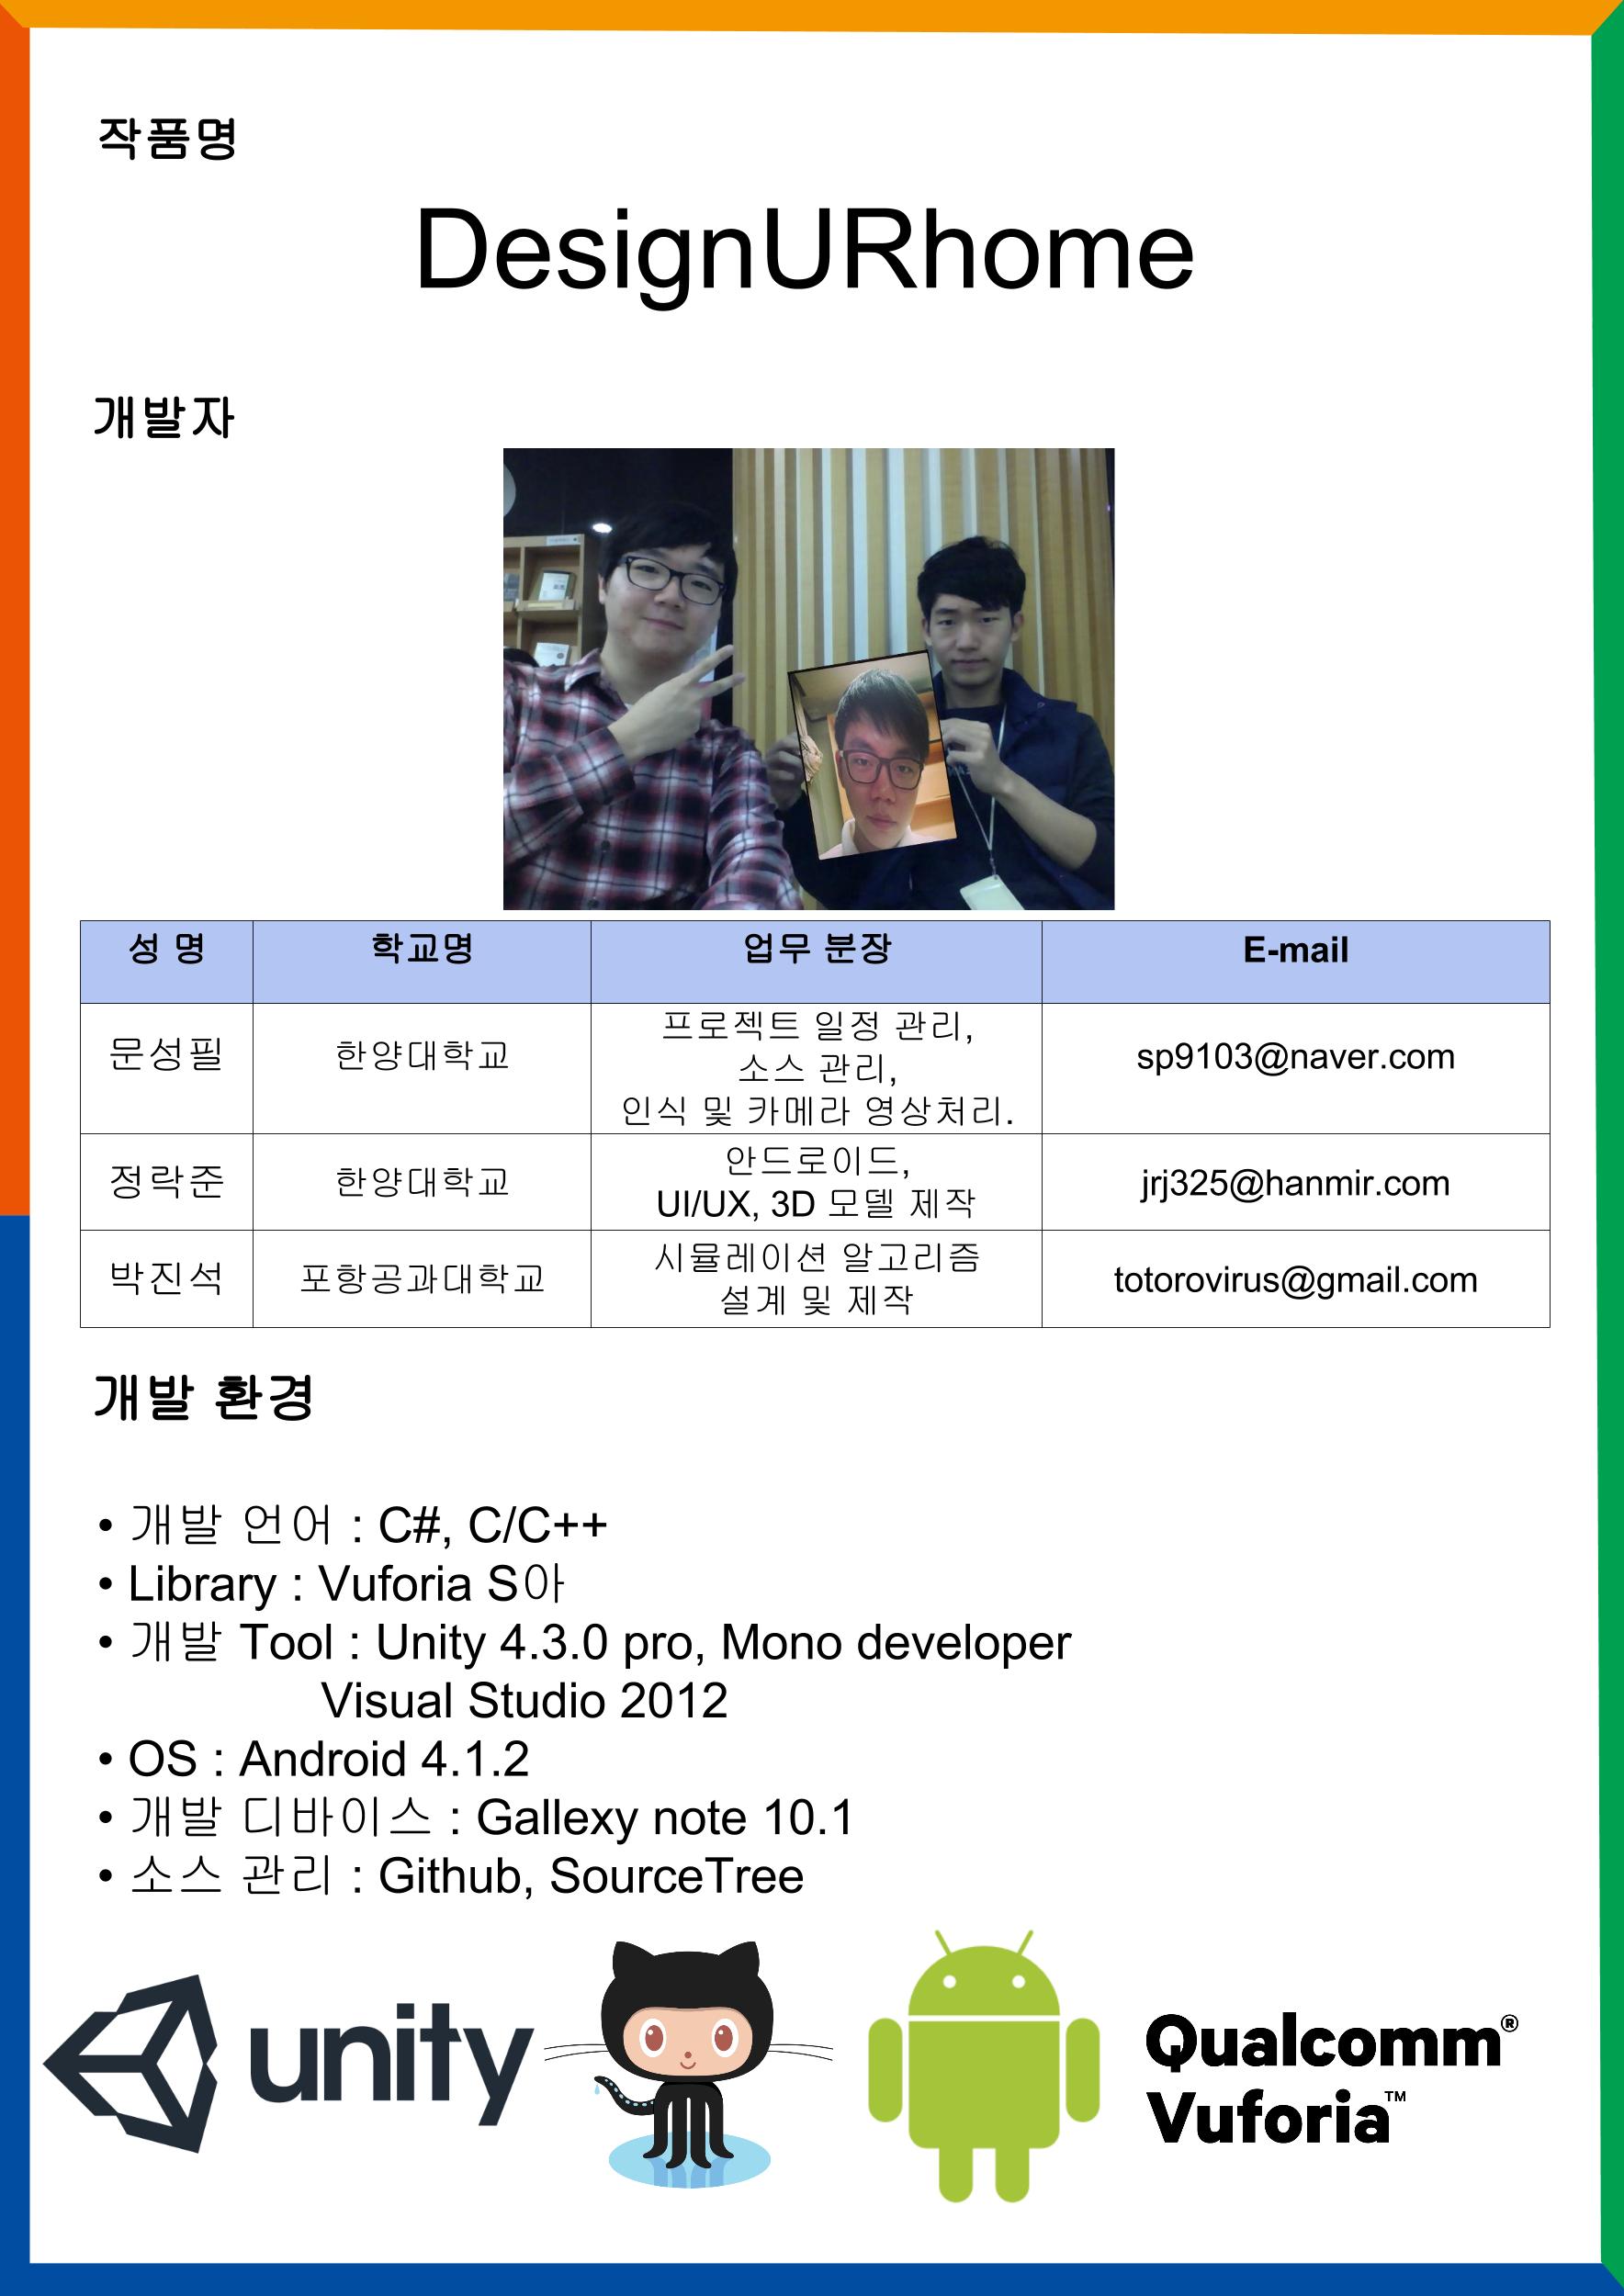 작품명
DesignURhome
개발자
성 명 학교명 업무 분장 E-mail
문성필 한양대학교 프로젝트 일정 관리,
소스 관리,
인식 및 카메라 영상처리. sp9103@naver.com
정락준 한양대학교 안드로이드,
UI/UX, 3D 모델 제작 jrj325@hanmir.com
박진석 포항공과대학교 시뮬레이션 알고리즘
설계 및 제작 totorovirus@gmail.com
개발 환경
• 개발 언어 : C#, C/C++
• Library : Vuforia S아
• 개발 Tool : Unity 4.3.0 pro, Mono developer
Visual Studio 2012
• OS : Android 4.1.2
• 개발 디바이스 : Gallexy note 10.1
• 소스 관리 : Github, SourceTree
unity
Qualcomm®
Vuforia™